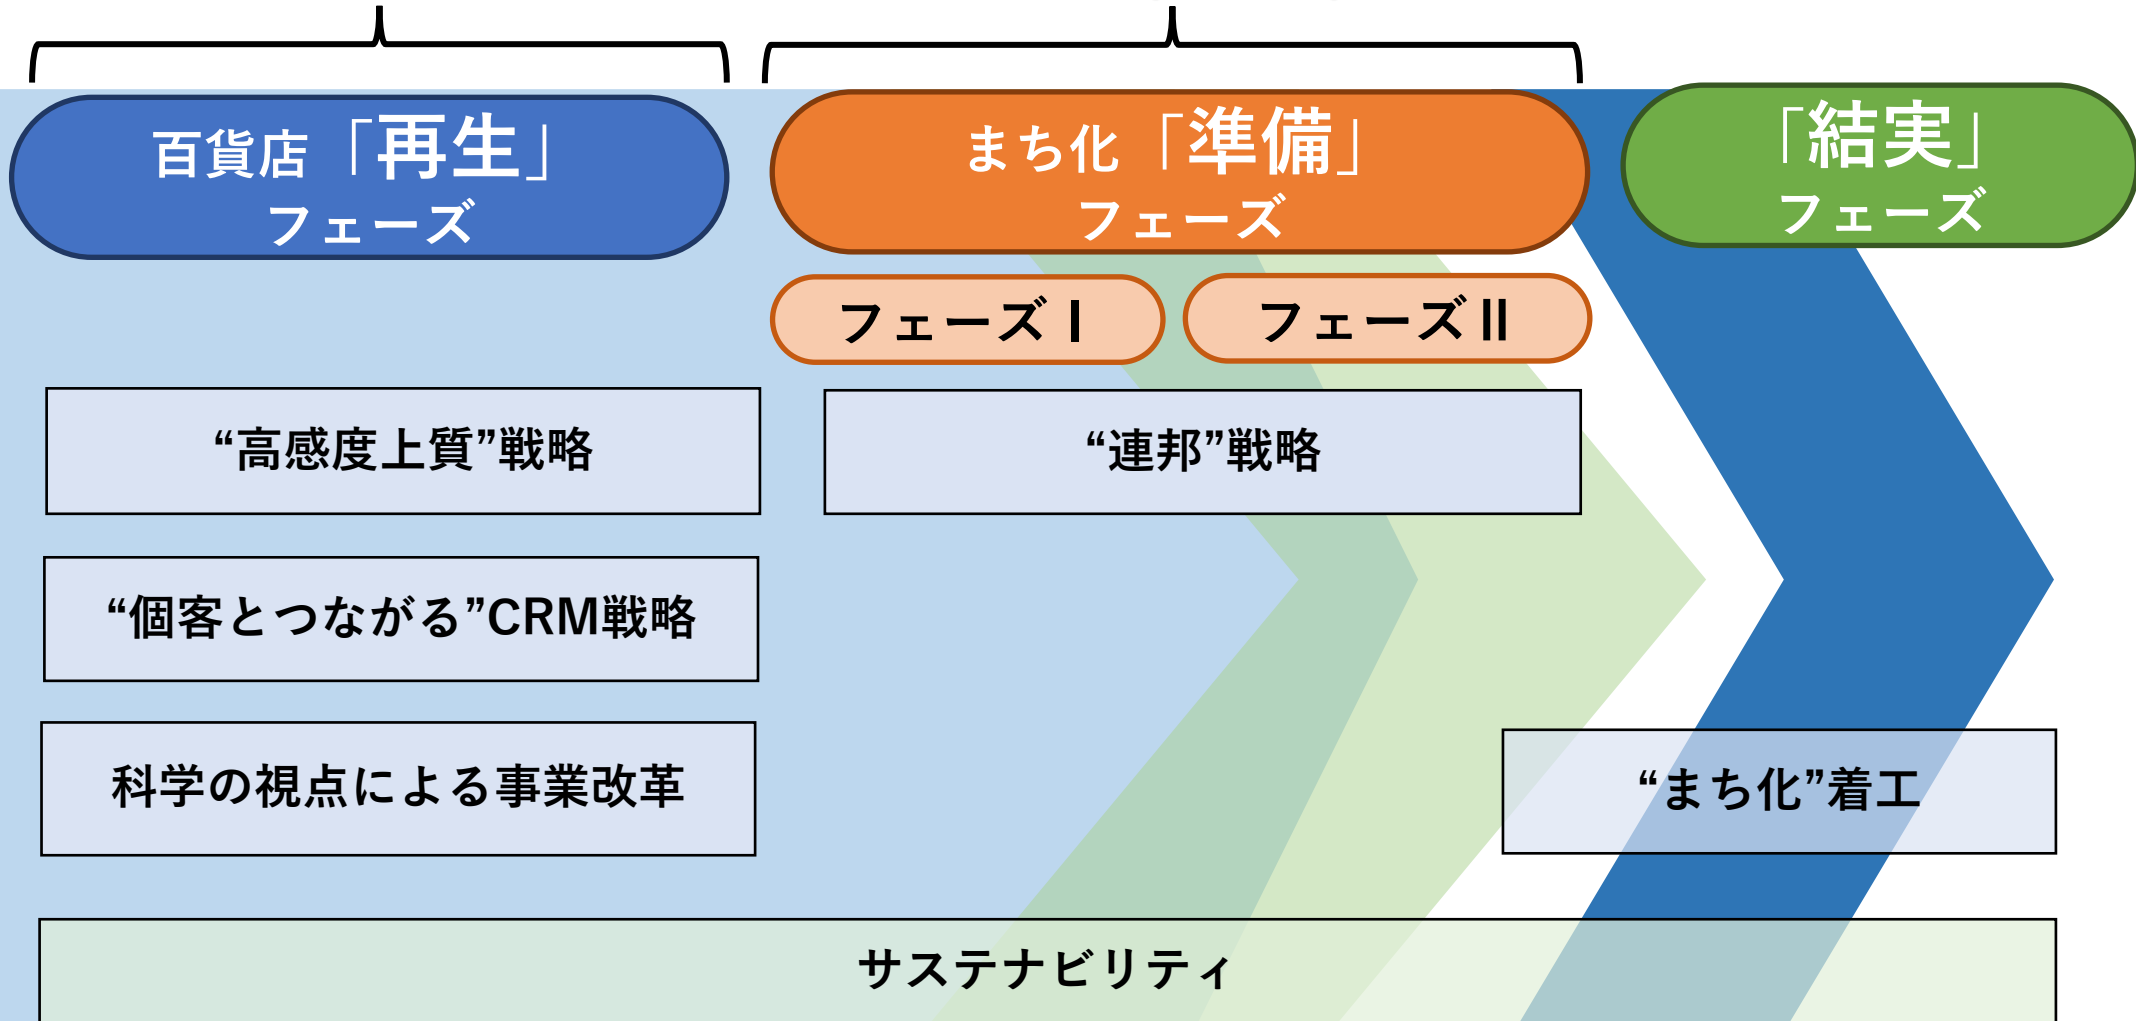 百貨店「再生」
フェーズ
まち化「準備」
フェーズ
「結実」
フェーズ
フェーズⅠ
フェーズⅡ
“高感度上質”戦略
“連邦”戦略
“個客とつながる”CRM戦略
科学の視点による事業改革
“まち化”着工
サステナビリティ